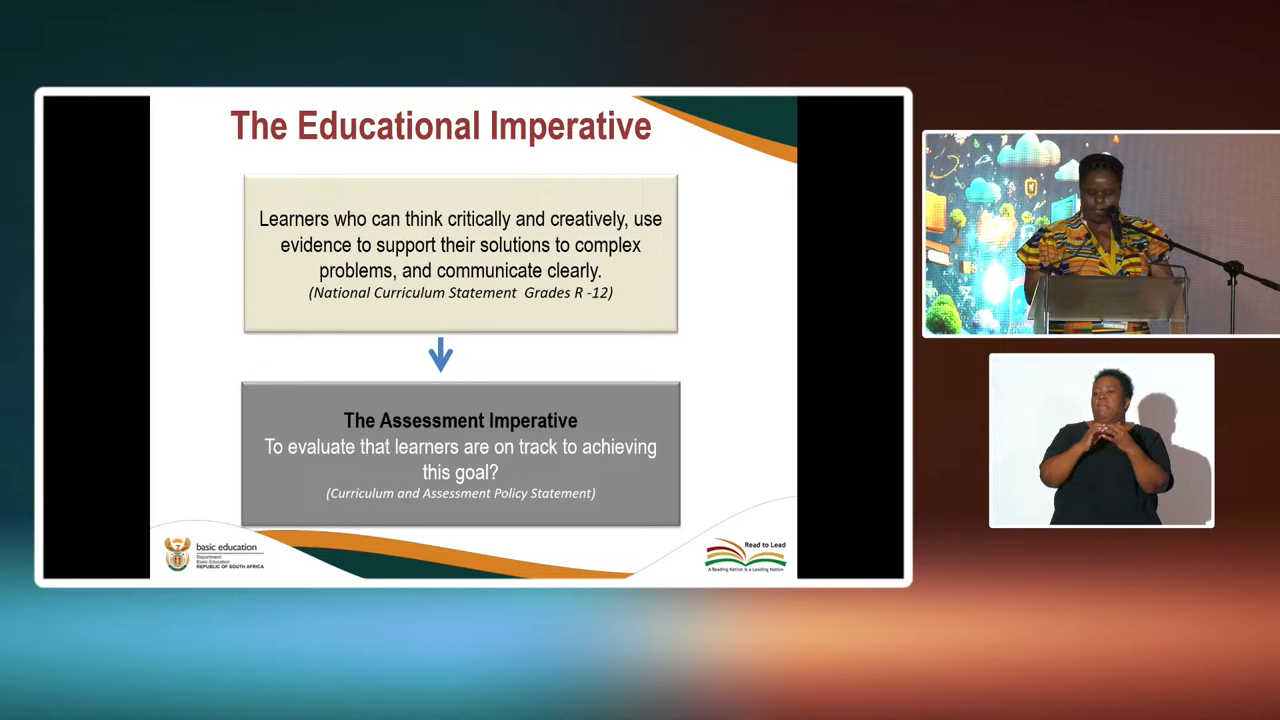 The Educational Imperative
Learners who can think critically and creatively, use
evidence to support their solutions to complex
problems, and communicate clearly.
(National Curriculum Statement Grades R -12)
The Assessment Imperative
To evaluate that learners are on track to achieving
this goal?
(Curriculum and Assessment Policy Statement)
basic education
Department:
Basic Education
REPUBLIC OF SOUTH AFRICA
Read to Lead
A Reading Nation is a Leading Nation